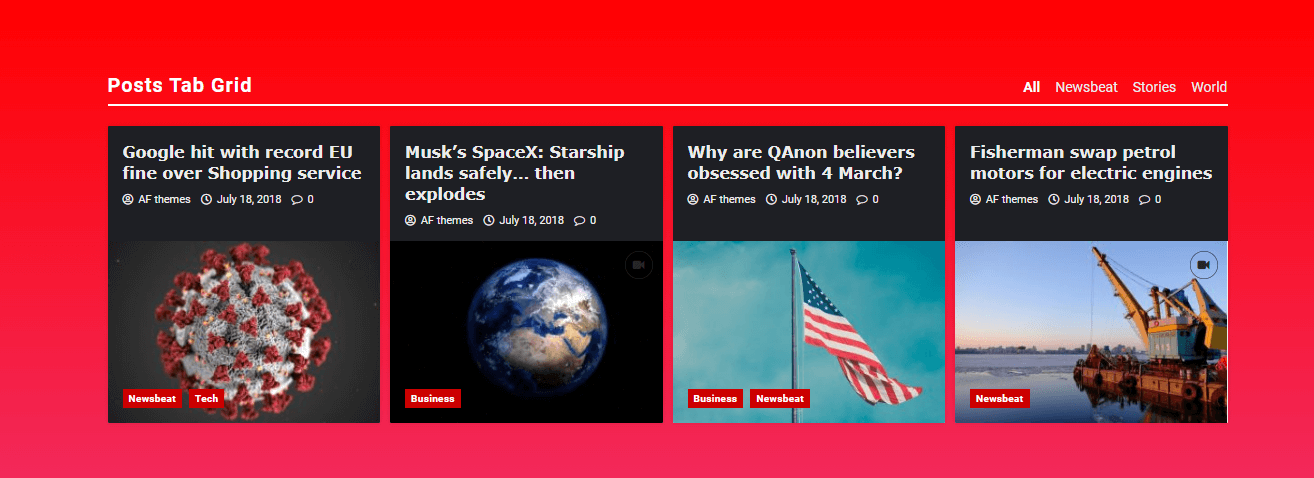 Posts Tab Grid
All Newsbeat Stories World
Google hit with record EU
fine over Shopping service
AF themes July 18, 2018 0
Newsbeat Tech
Musk’s SpaceX: Starship
lands safely… then
explodes
AF themes July 18, 2018 0
Business
Why are QAnon believers
obsessed with 4 March?
AF themes July 18, 2018 0
Business Newsbeat
Fisherman swap petrol
motors for electric engines
AF themes July 18, 2018 0
Newsbeat